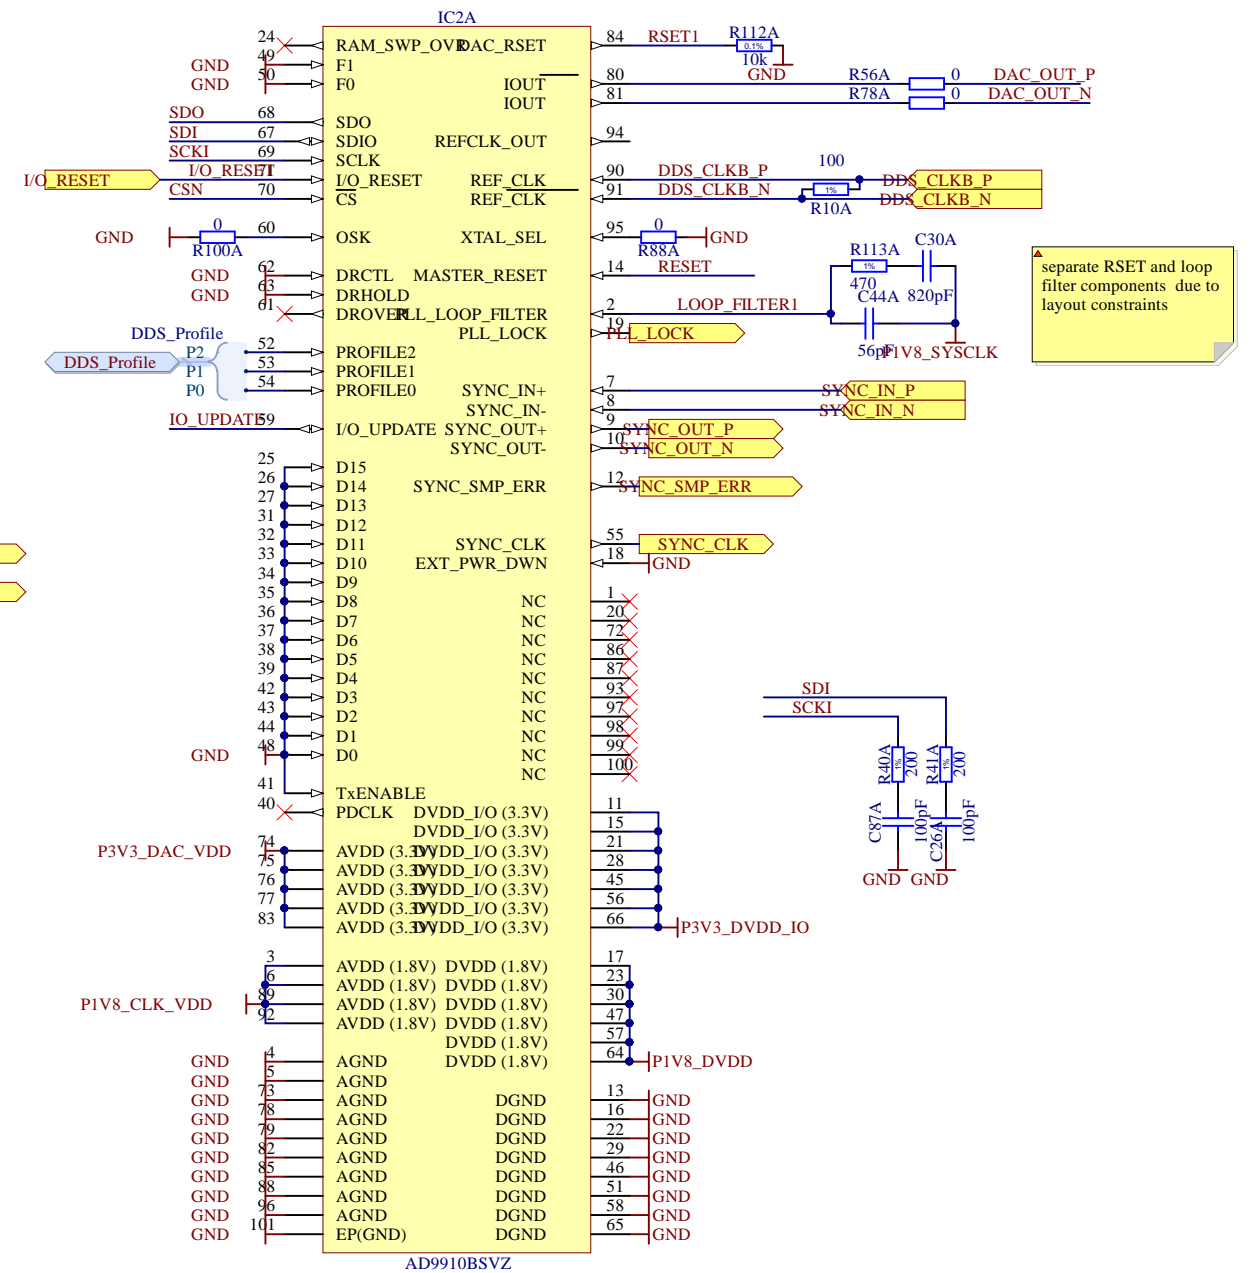 IC2A
24 RAM_SWP_OVR DAC_RSET 84 RSET1 R112A 0.1% 10k GND
GND 49 F1
GND 50 F0 IOUT 80 R56A 0 DAC_OUT_P
IOUT 81 R78A 0 DAC_OUT_N
SDO 68 SDO
SDI 67 SDIO REFCLK_OUT 94
SCKI 69 SCLK
I/O_RESET I/O_RESET 71 I/O_RESET REF_CLK 90 DDS_CLKB_P 100 DDS_CLKB_P
CSN 70 CS REF_CLK 91 DDS_CLKB_N 1% R10A DDS_CLKB_N
GND 0 R100A 60 OSK XTAL_SEL 95 0 R88A GND
GND 62 DRCTL MASTER_RESET 14 RESET
GND 63 DRHOLD
61 DROVER PLL_LOOP_FILTER 2 LOOP_FILTER1
R113A 1% 470 C30A 820pF
C44A 56pF P1V8_SYSCLK
PLL_LOCK 19 PLL_LOCK
separate RSET and loop
filter components due to
layout constraints
DDS_Profile
DDS_Profile P2 52 PROFILE2
P1 53 PROFILE1
P0 54 PROFILE0 SYNC_IN+ 7 SYNC_IN_P
SYNC_IN- 8 SYNC_IN_N
IO_UPDATE 59 I/O_UPDATE SYNC_OUT+ 9 SYNC_OUT_P
SYNC_OUT- 10 SYNC_OUT_N
25 D15
26 D14 SYNC_SMP_ERR 12 SYNC_SMP_ERR
27 D13
31 D12
32 D11 SYNC_CLK 55 SYNC_CLK
33 D10 EXT_PWR_DWN 18 GND
34 D9
35 D8 NC 1
36 D7 NC 20
37 D6 NC 72
38 D5 NC 86
39 D4 NC 87
42 D3 NC 93
43 D2 NC 97
44 D1 NC 98
GND 48 D0 NC 99
NC 100
SDI
SCKI
R40A 1% 200 R41A 1% 200
C87A 100pF C26A 100pF
GND GND
41 TxENABLE
40 PDCLK DVDD_I/O (3.3V) 11
DVDD_I/O (3.3V) 15
P3V3_DAC_VDD 74 AVDD (3.3V) DVDD_I/O (3.3V) 21
75 AVDD (3.3V) DVDD_I/O (3.3V) 28
76 AVDD (3.3V) DVDD_I/O (3.3V) 45
77 AVDD (3.3V) DVDD_I/O (3.3V) 56
83 AVDD (3.3V) DVDD_I/O (3.3V) 66 P3V3_DVDD_IO
3 AVDD (1.8V) DVDD (1.8V) 17
6 AVDD (1.8V) DVDD (1.8V) 23
P1V8_CLK_VDD 89 AVDD (1.8V) DVDD (1.8V) 30
92 AVDD (1.8V) DVDD (1.8V) 47
DVDD (1.8V) 57
GND 4 AGND DVDD (1.8V) 64 P1V8_DVDD
GND 5 AGND
GND 73 AGND DGND 13 GND
GND 78 AGND DGND 16 GND
GND 79 AGND DGND 22 GND
GND 82 AGND DGND 29 GND
GND 85 AGND DGND 46 GND
GND 88 AGND DGND 51 GND
GND 96 AGND DGND 58 GND
GND 101 EP(GND) DGND 65 GND
AD9910BSVZ